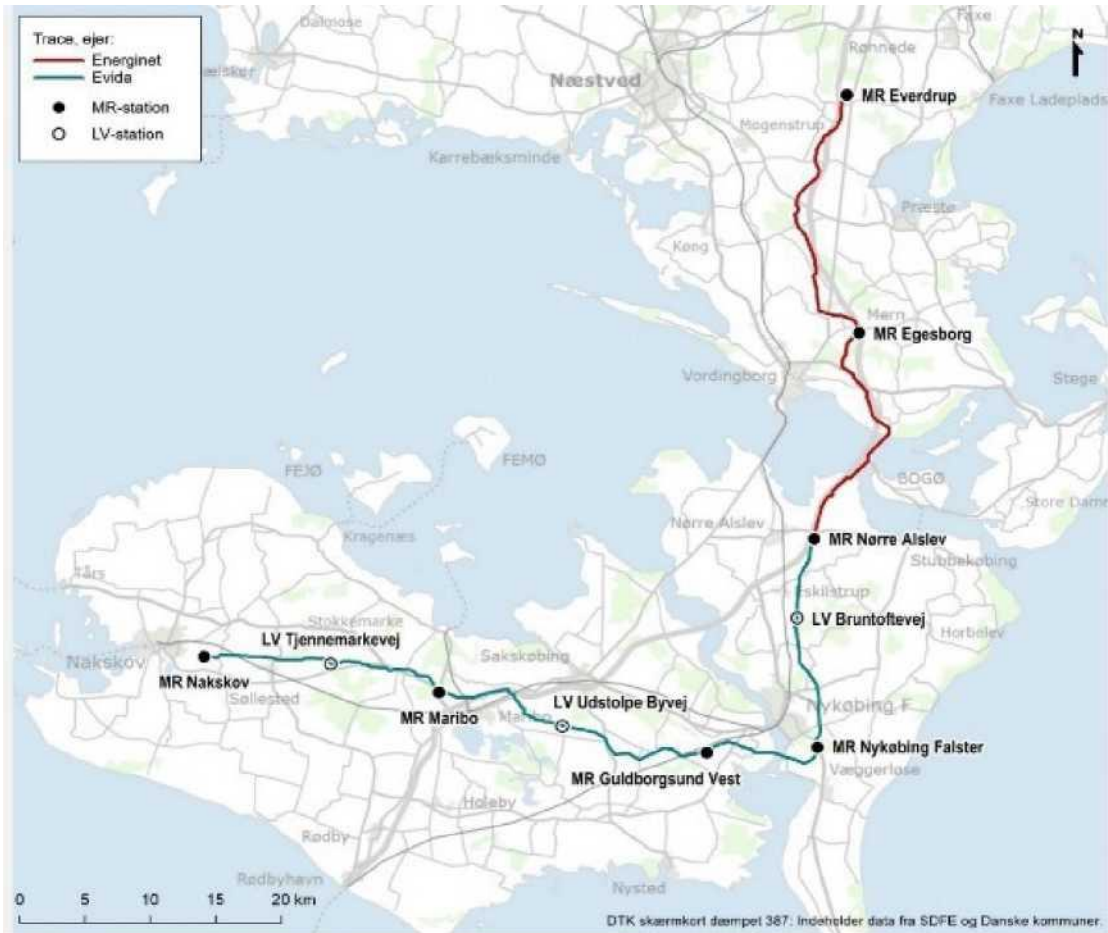 Trace, ejer:
Energinet
Evida
MR-station
LV-station
Dalmose
Næstved
Rønnede
Faxe
N
MR Everdrup
Faxe Ladeplads
Mogenstrup
Karrebæksminde
Præstø
Køng
Mern
MR Egesborg
Vordingborg
Stege
FEJØ
FEMØ
BOGØ
Store Damm
Kragenæs
Nørre Alslev
MR Nørre Alslev
Stubbekøbing
Tårs
Eskilstrup
LV Bruntoftevej
Horbelev
Stokkemarke
LV Tjennemarkevej
Sakskøbing
Nakskov
MR Nakskov
Søllested
MR Maribo
Maribo
LV Udstolpe Byvej
Nykøbing F
MR Nykøbing Falster
MR Guldborgsund Vest
Væggerløse
Holeby
Rødby
Rødbyhavn
Nysted
0 5 10 15 20 km
DTK skærmkort dæmpet 387: Indeholder data fra SDFE og Danske kommuner.